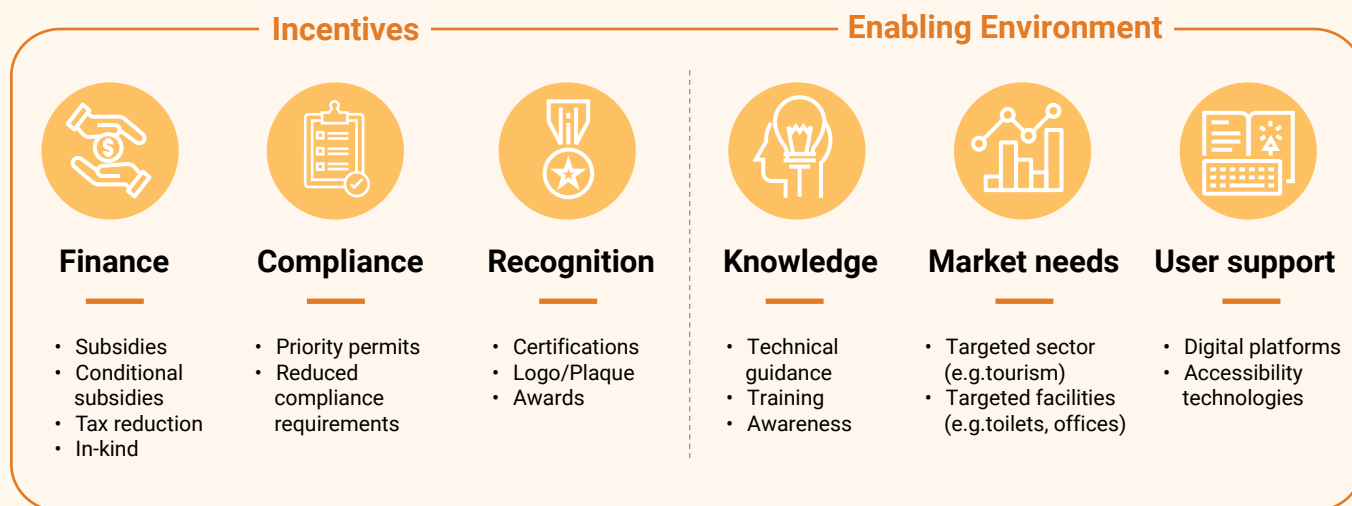 Incentives
Enabling Environment
$
Finance
• Subsidies
• Conditional
subsidies
• Tax reduction
• In-kind
Compliance
• Priority permits
• Reduced
compliance
requirements
Recognition
• Certifications
• Logo/Plaque
• Awards
Knowledge
• Technical
guidance
• Training
• Awareness
Market needs
• Targeted sector
(e.g.tourism)
• Targeted facilities
(e.g.toilets, offices)
User support
• Digital platforms
• Accessibility
technologies